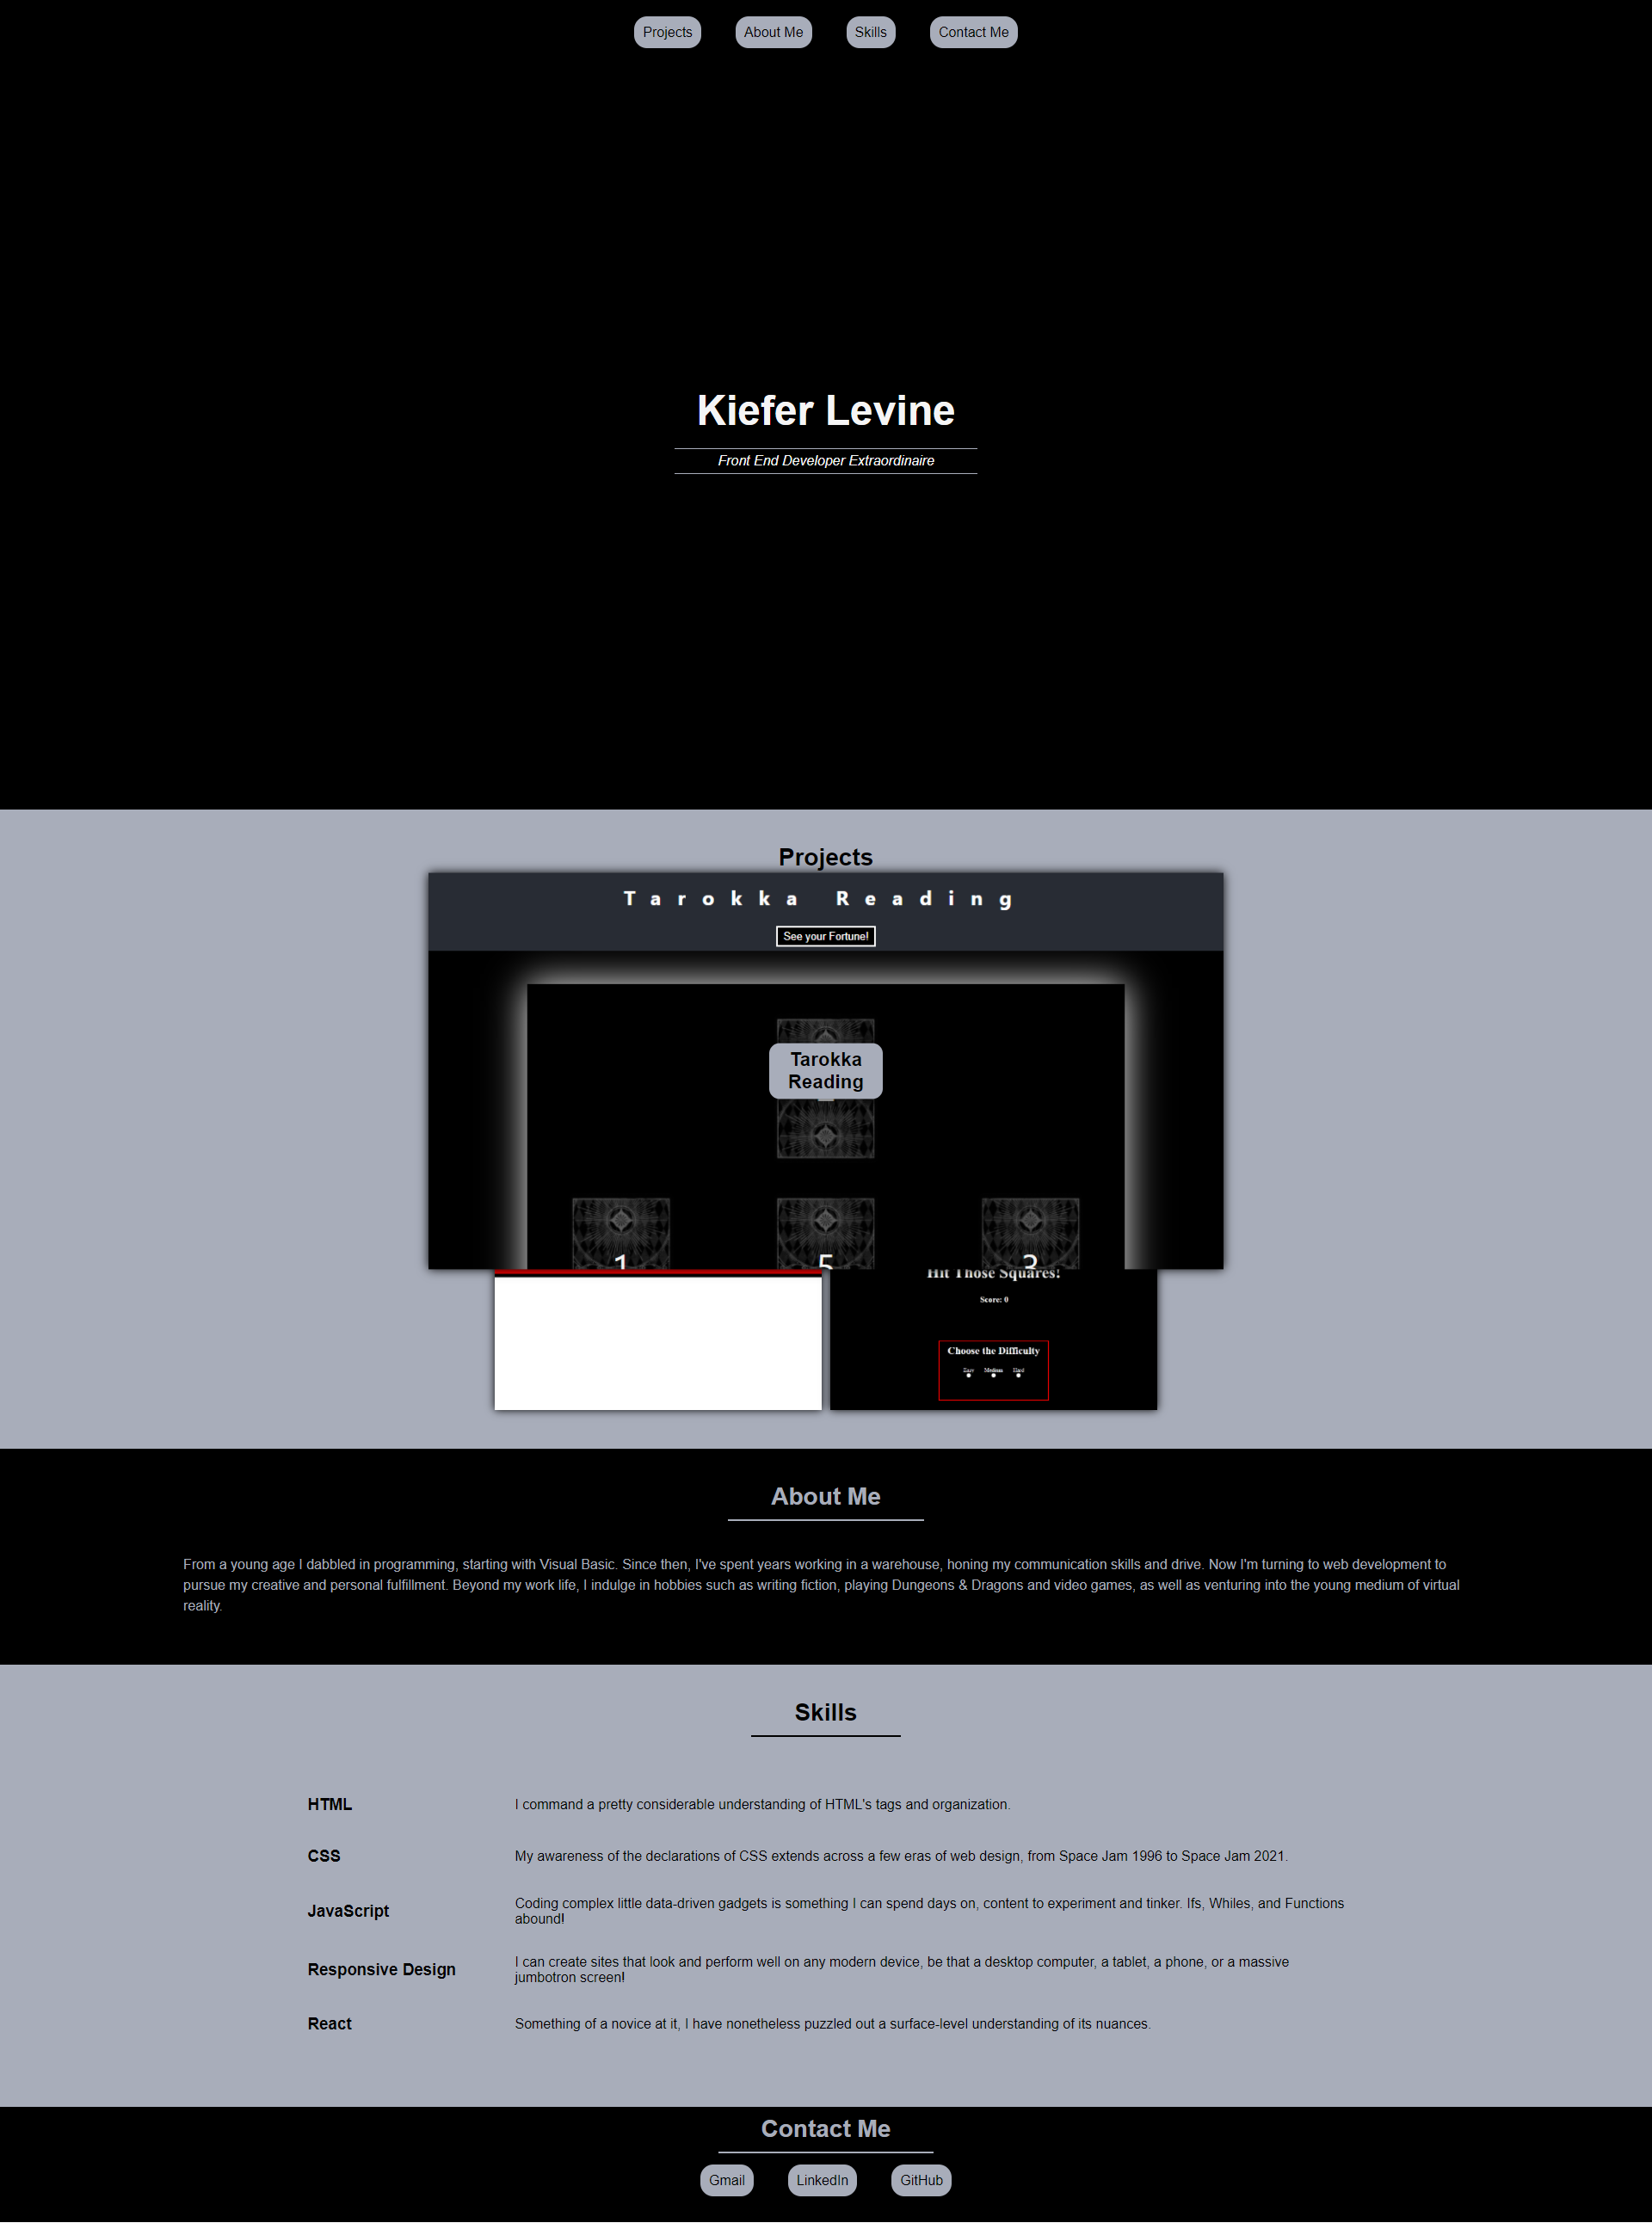 Projects
About Me
Skills
Contact Me
Kiefer Levine
Front End Developer Extraordinaire
Projects
Tarokka Reading
See your Fortune!
Tarokka
Reading
1
5
3
Hit Those Squares!
Score: 0
Choose the Difficulty
Easy
Medium
Hard
About Me
From a young age I dabbled in programming, starting with Visual Basic. Since then, I've spent years working in a warehouse, honing my communication skills and drive. Now I'm turning to web development to
pursue my creative and personal fulfillment. Beyond my work life, I indulge in hobbies such as writing fiction, playing Dungeons & Dragons and video games, as well as venturing into the young medium of virtual
reality.
Skills
HTML
I command a pretty considerable understanding of HTML's tags and organization.
CSS
My awareness of the declarations of CSS extends across a few eras of web design, from Space Jam 1996 to Space Jam 2021.
JavaScript
Coding complex little data-driven gadgets is something I can spend days on, content to experiment and tinker. Ifs, Whiles, and Functions
abound!
Responsive Design
I can create sites that look and perform well on any modern device, be that a desktop computer, a tablet, a phone, or a massive
jumbotron screen!
React
Something of a novice at it, I have nonetheless puzzled out a surface-level understanding of its nuances.
Contact Me
Gmail
LinkedIn
GitHub